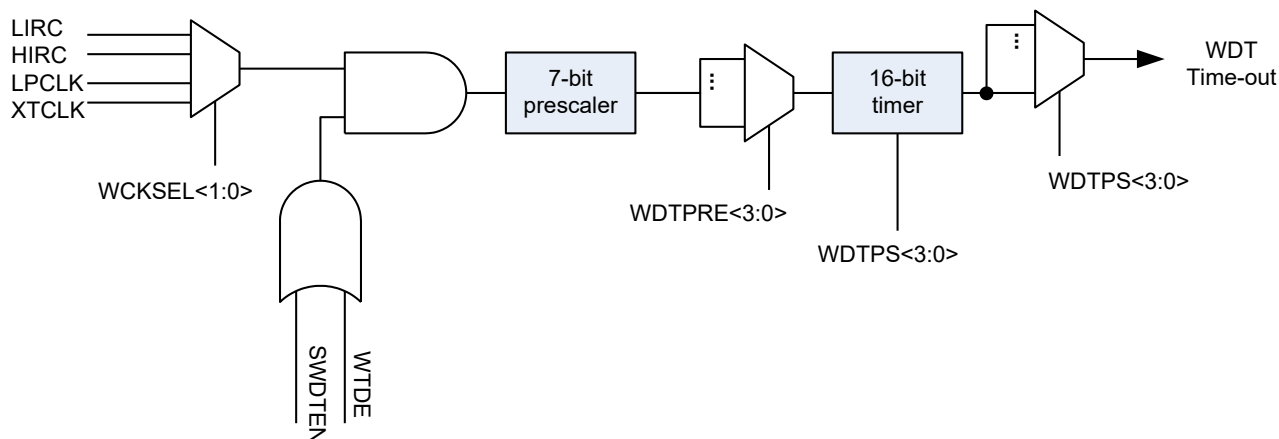 LIRC
HIRC
LPCLK
XTCLK
WCKSEL<1:0>
SWDTEN
WTDE
7-bit
prescaler
...
WDTPRE<3:0>
16-bit
timer
WDTPS<3:0>
...
WDTPS<3:0>
WDT
Time-out